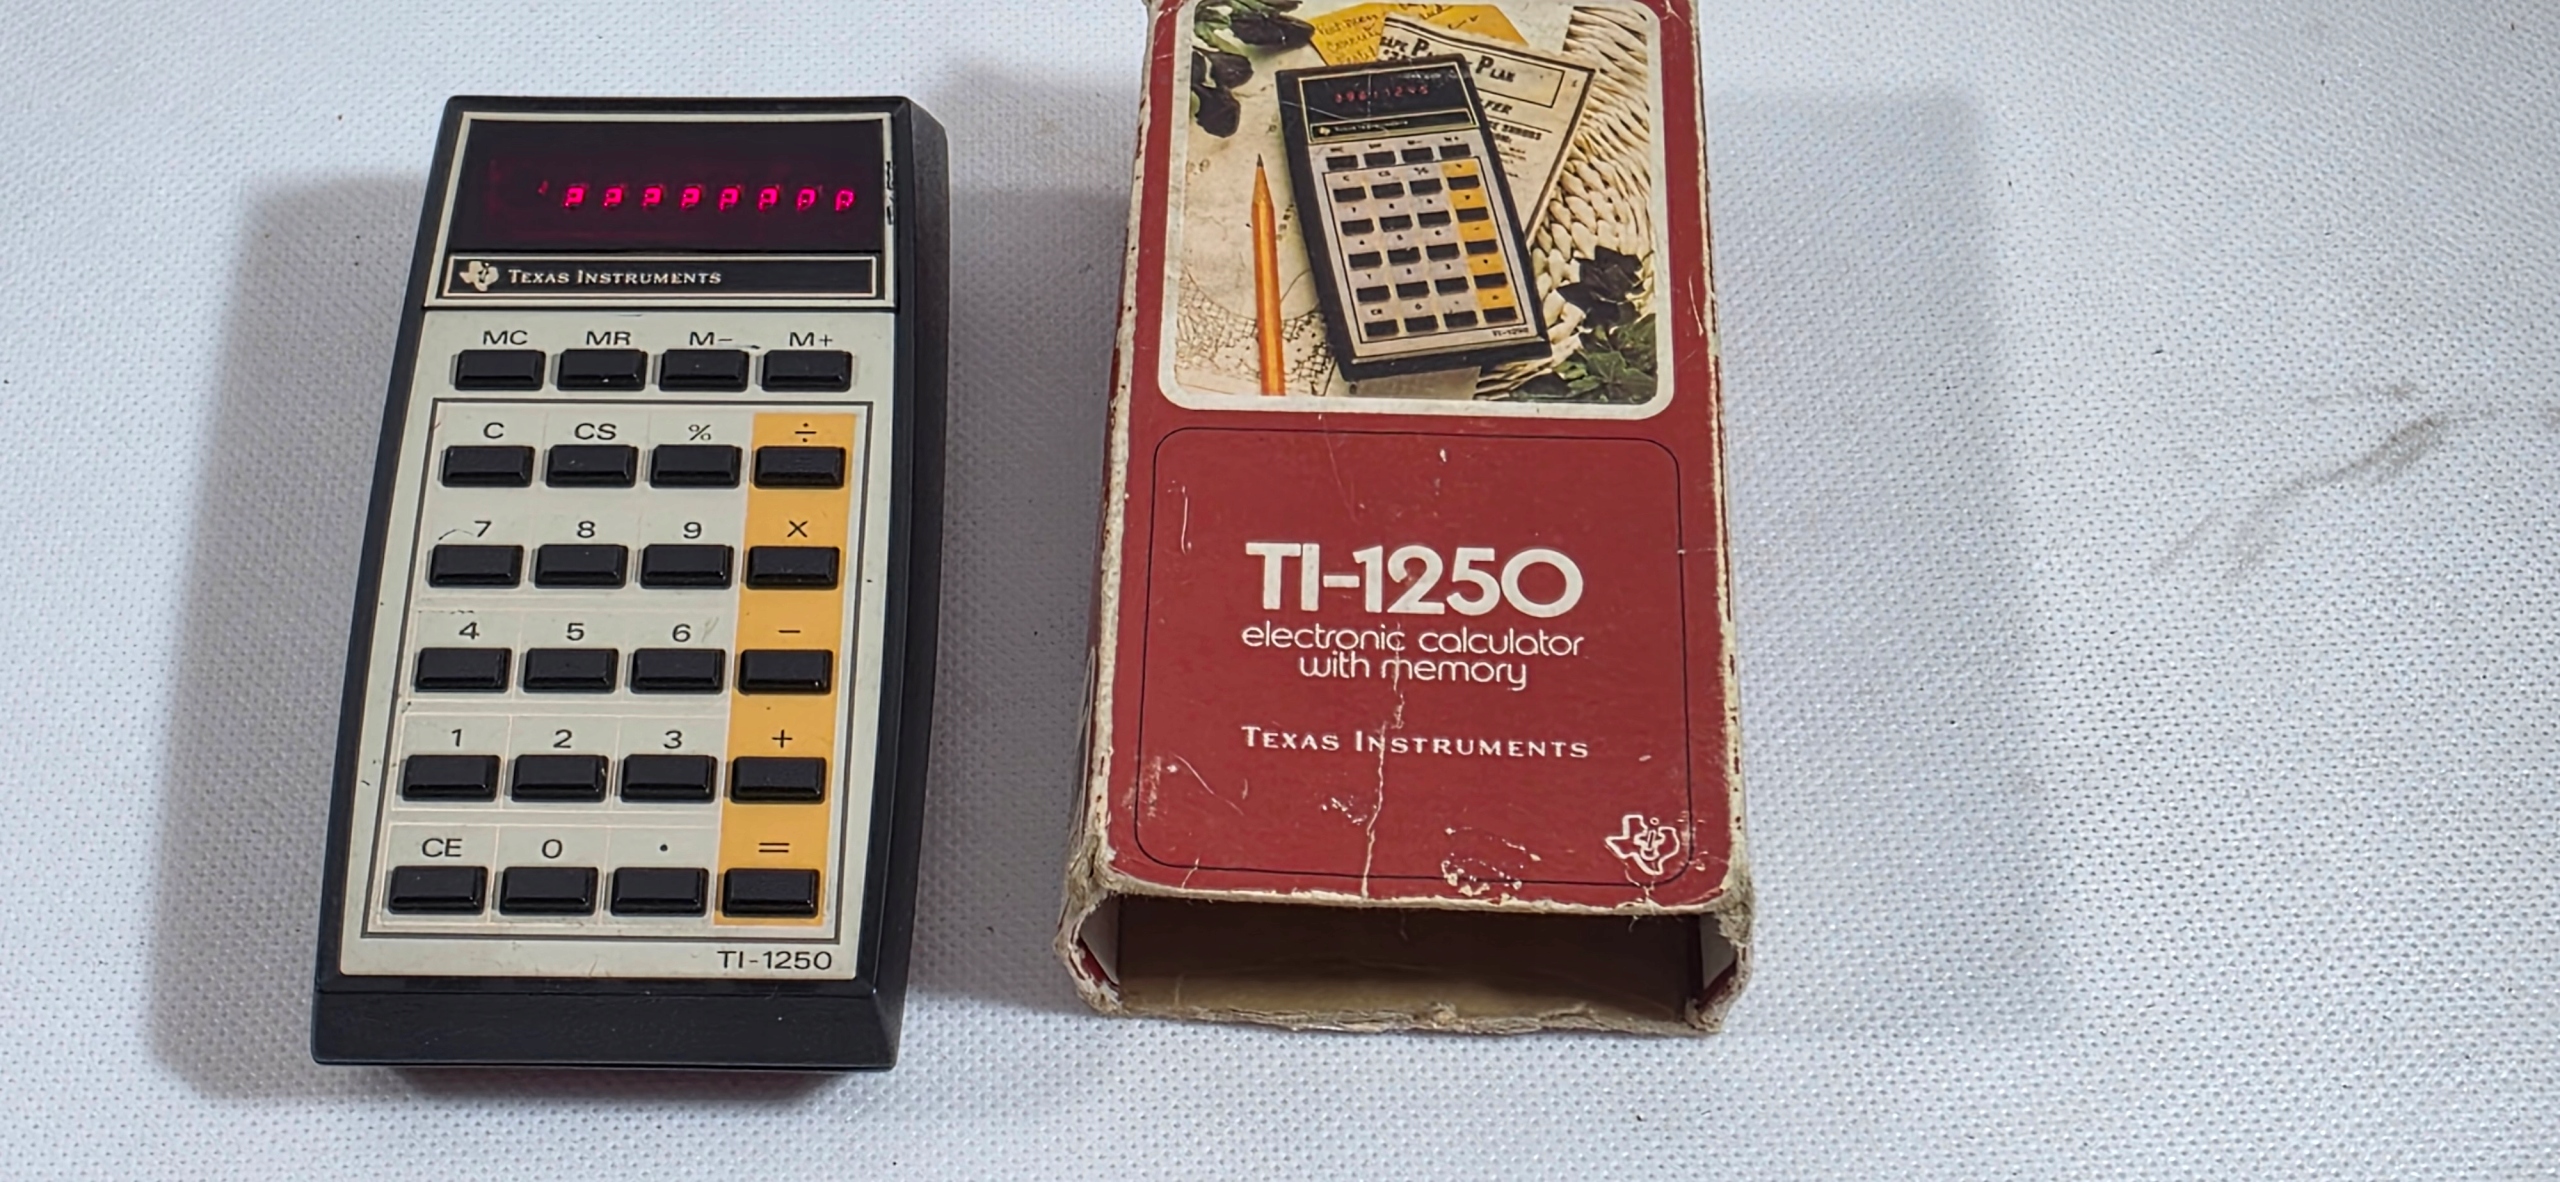 TEXAS INSTRUMENTS
MC MR M− M+
C CS % ÷
7 8 9 X
4 5 6 −
1 2 3 +
CE 0 . =
TI-1250
PLAN
TI-1250
electronic calculator
with memory
TEXAS INSTRUMENTS